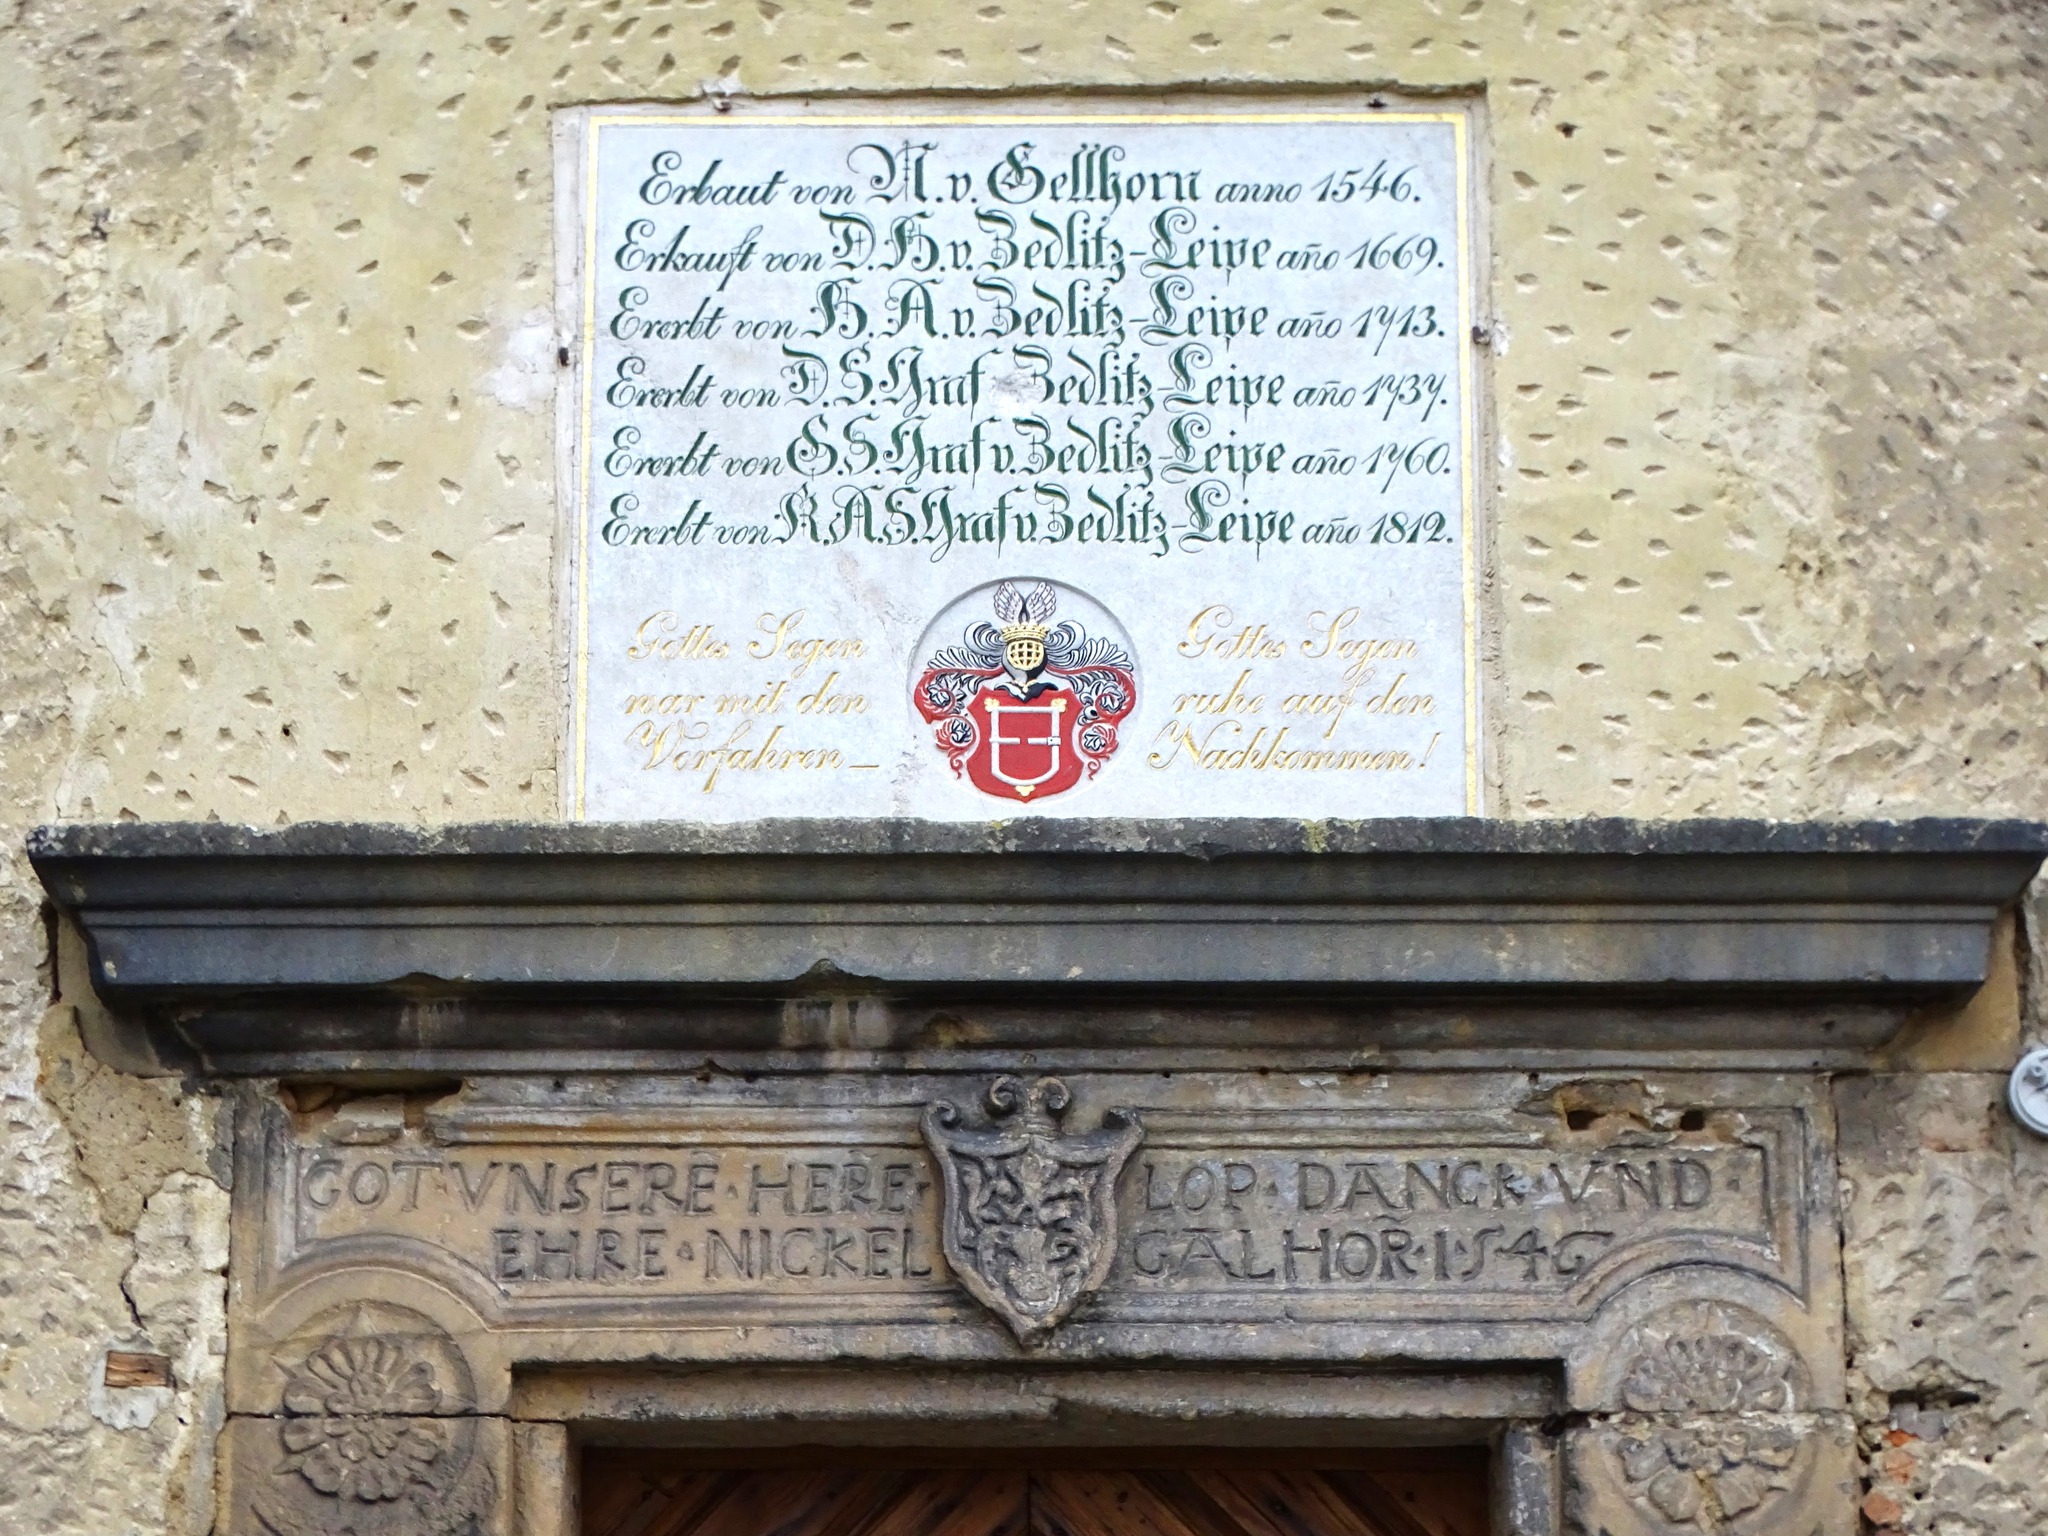 Erbaut von N. v. Gellhorn anno 1546.
Erkauft von D. H. v. Zedlitz-Leipe año 1669.
Ererbt von H. A. v. Zedlitz-Leipe año 1713.
Ererbt von D. S. Graf Zedlitz-Leipe año 1737.
Ererbt von G. S. Graf v. Zedlitz-Leipe año 1760.
Ererbt von K. A. S. Graf v. Zedlitz-Leipe año 1812.
Gottes Segen
war mit den
Vorfahren –
Gottes Segen
ruhe auf den
Nachkommen!
GOT VNSERE · HERE · LOP · DANCK · VND ·
EHRE · NICKEL GALHOR̃ · 1546